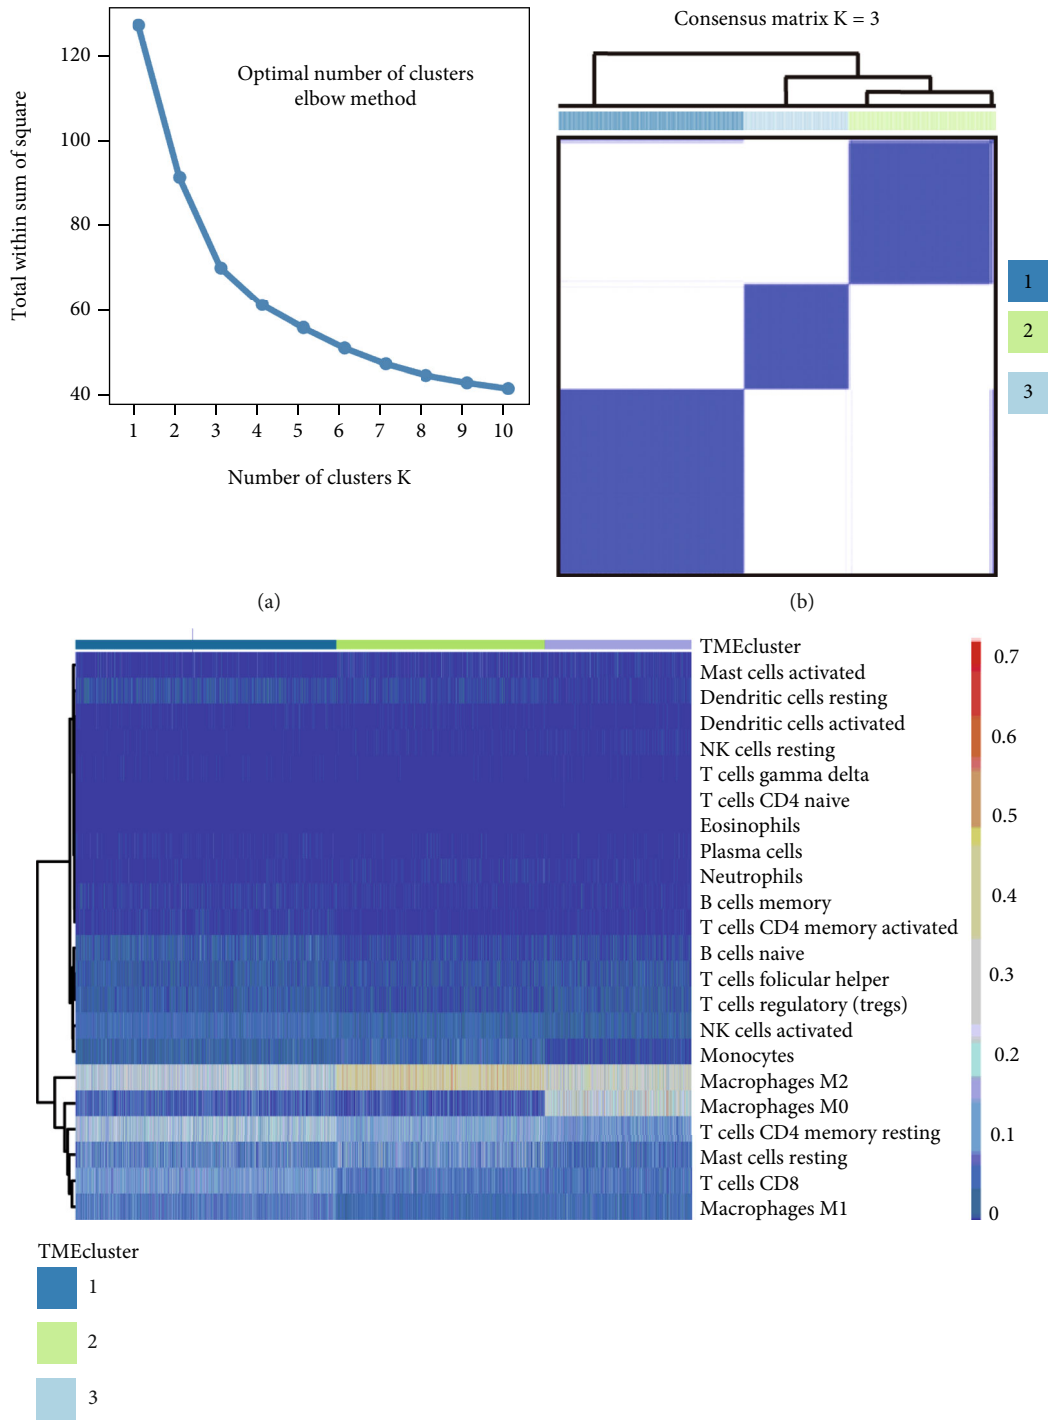 Total within sum of square
120
100
80
60
40
Optimal number of clusters
elbow method
1 2 3 4 5 6 7 8 9 10
Number of clusters K
(a)
Consensus matrix K = 3
1
2
3
(b)
TMEcluster
Mast cells activated
Dendritic cells resting
Dendritic cells activated
NK cells resting
T cells gamma delta
T cells CD4 naive
Eosinophils
Plasma cells
Neutrophils
B cells memory
T cells CD4 memory activated
B cells naive
T cells folicular helper
T cells regulatory (tregs)
NK cells activated
Monocytes
Macrophages M2
Macrophages M0
T cells CD4 memory resting
Mast cells resting
T cells CD8
Macrophages M1
0.7
0.6
0.5
0.4
0.3
0.2
0.1
0
TMEcluster
1
2
3